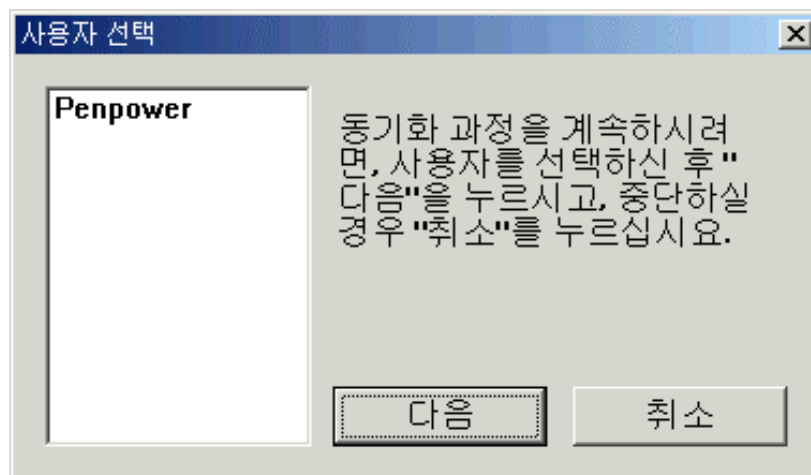 사용자 선택
Penpower
동기화 과정을 계속하시려
면, 사용자를 선택하신 후"
다음"을 누르시고, 중단하실
경우 "취소"를 누르십시요.
다음
취소